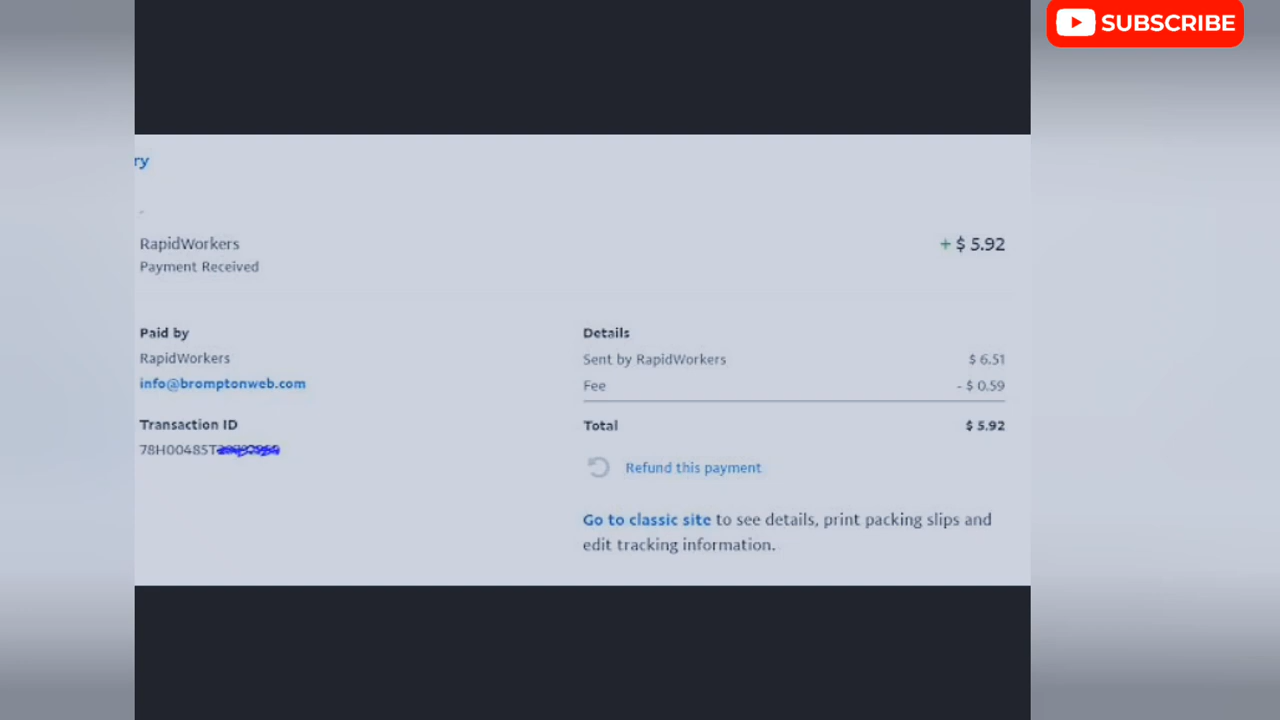 SUBSCRIBE
ry
RapidWorkers
+ $ 5.92
Payment Received
Paid by
RapidWorkers
info@bromptonweb.com
Transaction ID
78H00485T
Details
Sent by RapidWorkers $ 6.51
Fee - $ 0.59
Total $ 5.92
Refund this payment
Go to classic site to see details, print packing slips and
edit tracking information.